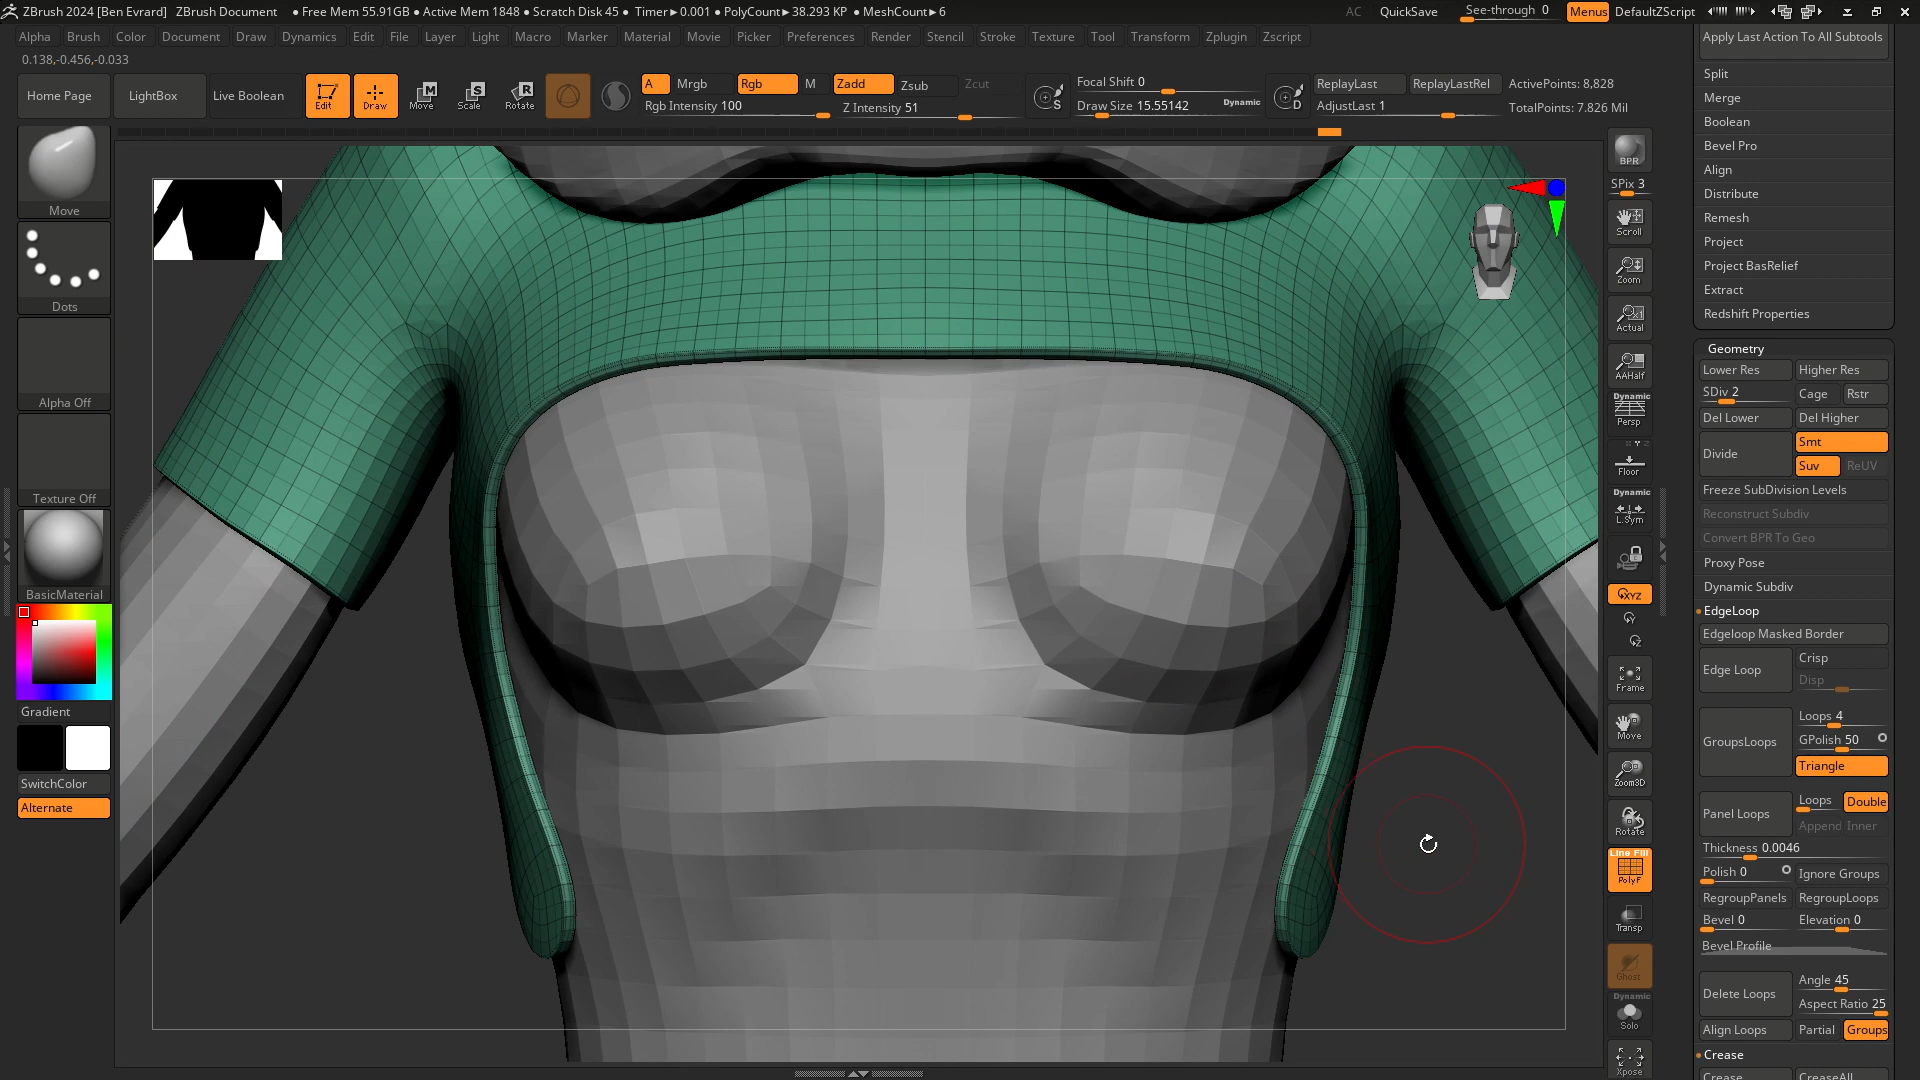 ZBrush 2024 [Ben Evrard] ZBrush Document ● Free Mem 55.91GB ● Active Mem 1848 ● Scratch Disk 45 ● Timer▸0.001 ● PolyCount▸38.293 KP ● MeshCount▸6 AC QuickSave See-through 0 Menus DefaultZScript
Alpha Brush Color Document Draw Dynamics Edit File Layer Light Macro Marker Material Movie Picker Preferences Render Stencil Stroke Texture Tool Transform Zplugin Zscript
0.138,-0.456,-0.033
Home Page LightBox Live Boolean Edit Draw Move Scale Rotate
A Mrgb Rgb M Zadd Zsub Zcut
Rgb Intensity 100 Z Intensity 51
Focal Shift 0
Draw Size 15.55142 Dynamic
ReplayLast ReplayLastRel ActivePoints: 8,828
AdjustLast 1 TotalPoints: 7.826 Mil
Move
Dots
Alpha Off
Texture Off
BasicMaterial
Gradient
SwitchColor
Alternate
BPR
SPix 3
Scroll
Zoom
Actual
AAHalf
Dynamic
Persp
Floor
Dynamic
L.Sym
XYZ
Frame
Move
Zoom3D
Rotate
Line Fill
PolyF
Transp
Ghost
Dynamic
Solo
Xpose
Apply Last Action To All Subtools
Split
Merge
Boolean
Bevel Pro
Align
Distribute
Remesh
Project
Project BasRelief
Extract
Redshift Properties
Geometry
Lower Res Higher Res
SDiv 2 Cage Rstr
Del Lower Del Higher
Divide Smt
Suv ReUV
Freeze SubDivision Levels
Reconstruct Subdiv
Convert BPR To Geo
Proxy Pose
Dynamic Subdiv
EdgeLoop
Edgeloop Masked Border
Edge Loop Crisp
Disp
GroupsLoops Loops 4
GPolish 50
Triangle
Panel Loops Loops Double
Append Inner
Thickness 0.0046
Polish 0 Ignore Groups
RegroupPanels RegroupLoops
Bevel 0 Elevation 0
Bevel Profile
Delete Loops Angle 45
Aspect Ratio 25
Align Loops Partial Groups
Crease
Crease CreaseAll